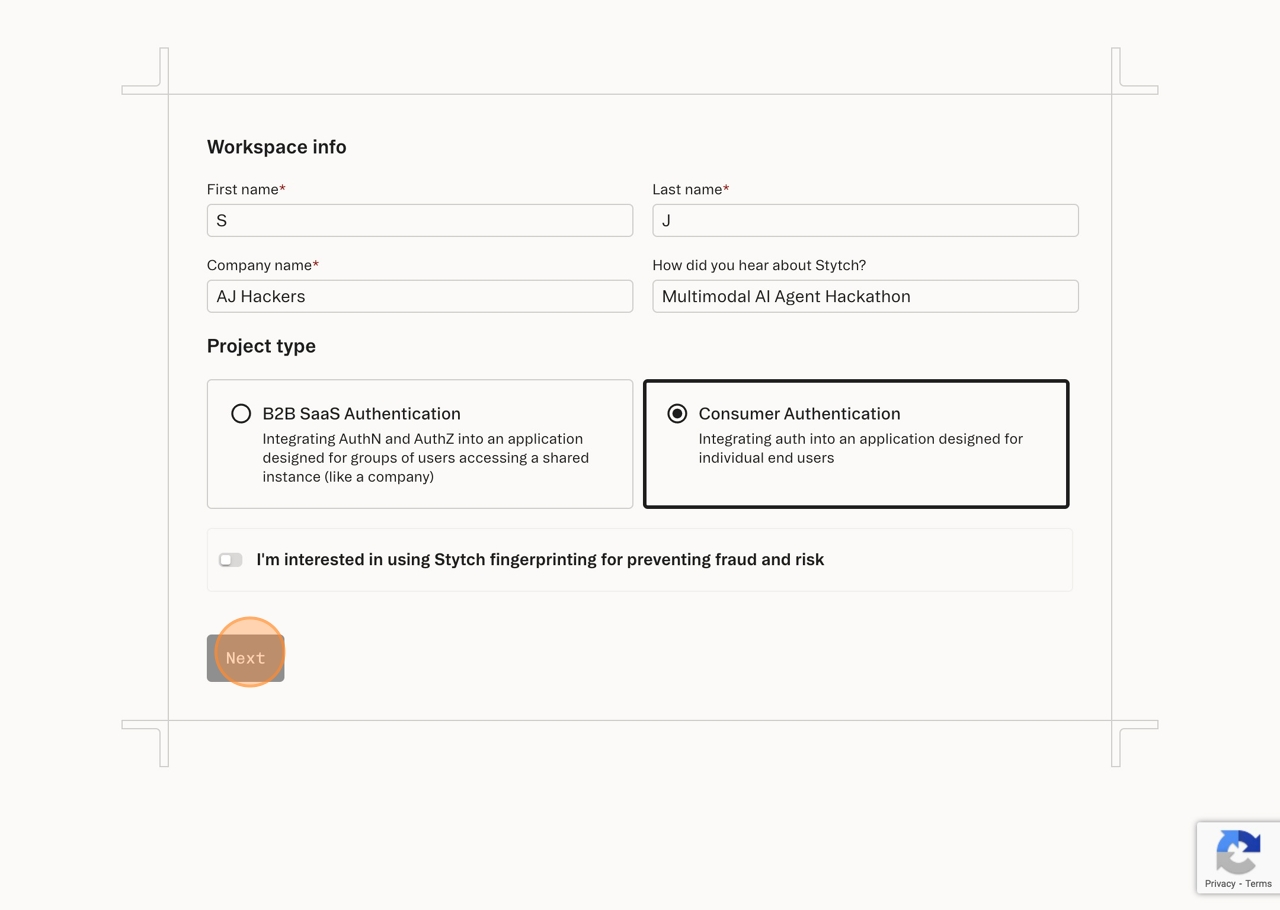 Workspace info
First name*
Last name*
S
J
Company name*
How did you hear about Stytch?
AJ Hackers
Multimodal AI Agent Hackathon
Project type
B2B SaaS Authentication
Integrating AuthN and AuthZ into an application
designed for groups of users accessing a shared
instance (like a company)
Consumer Authentication
Integrating auth into an application designed for
individual end users
I'm interested in using Stytch fingerprinting for preventing fraud and risk
Next
Privacy - Terms